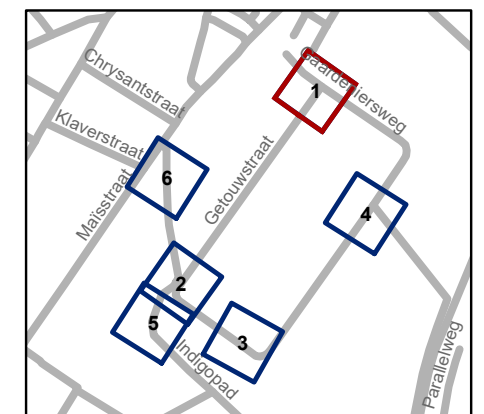 Gaardeniersweg
Chrysantstraat
1
Klaverstraat
Getouwstraat
6
Maïsstraat
4
2
5
3
Indigopad
Parallelweg